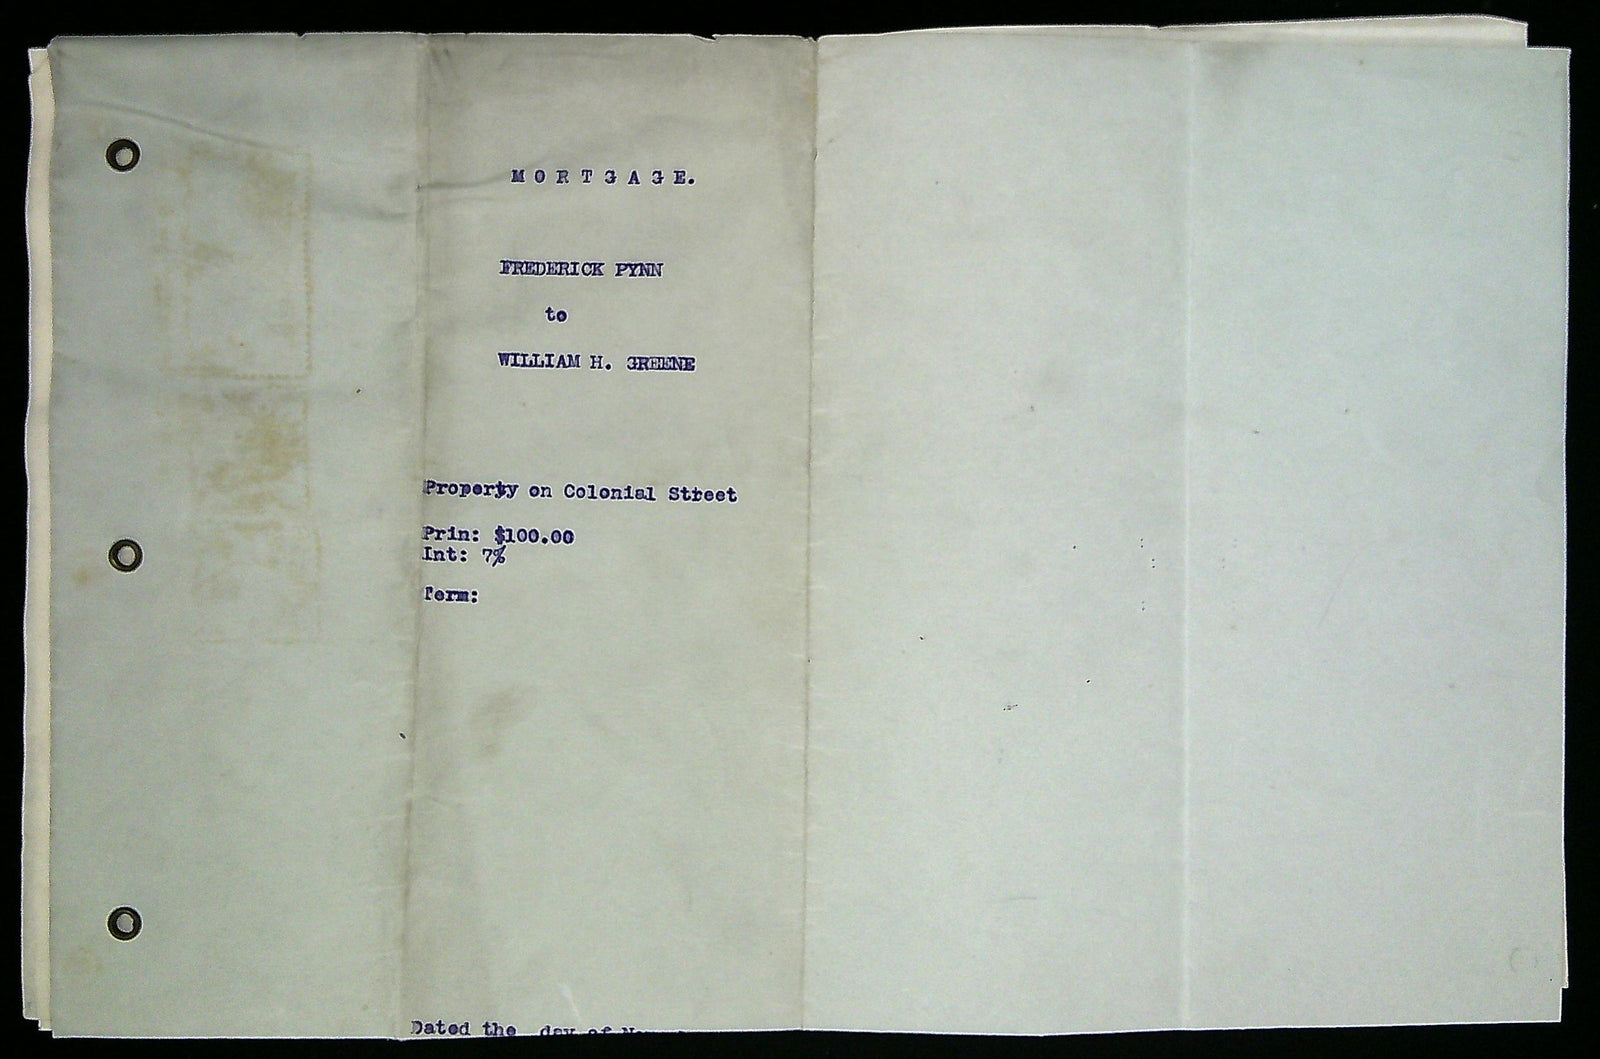 M O R T G A G E.
FREDERICK PYNN
to
WILLIAM H. GREENE
Property on Colonial Street
Prin: $100.00
Int: 7%
Term:
Dated the day of